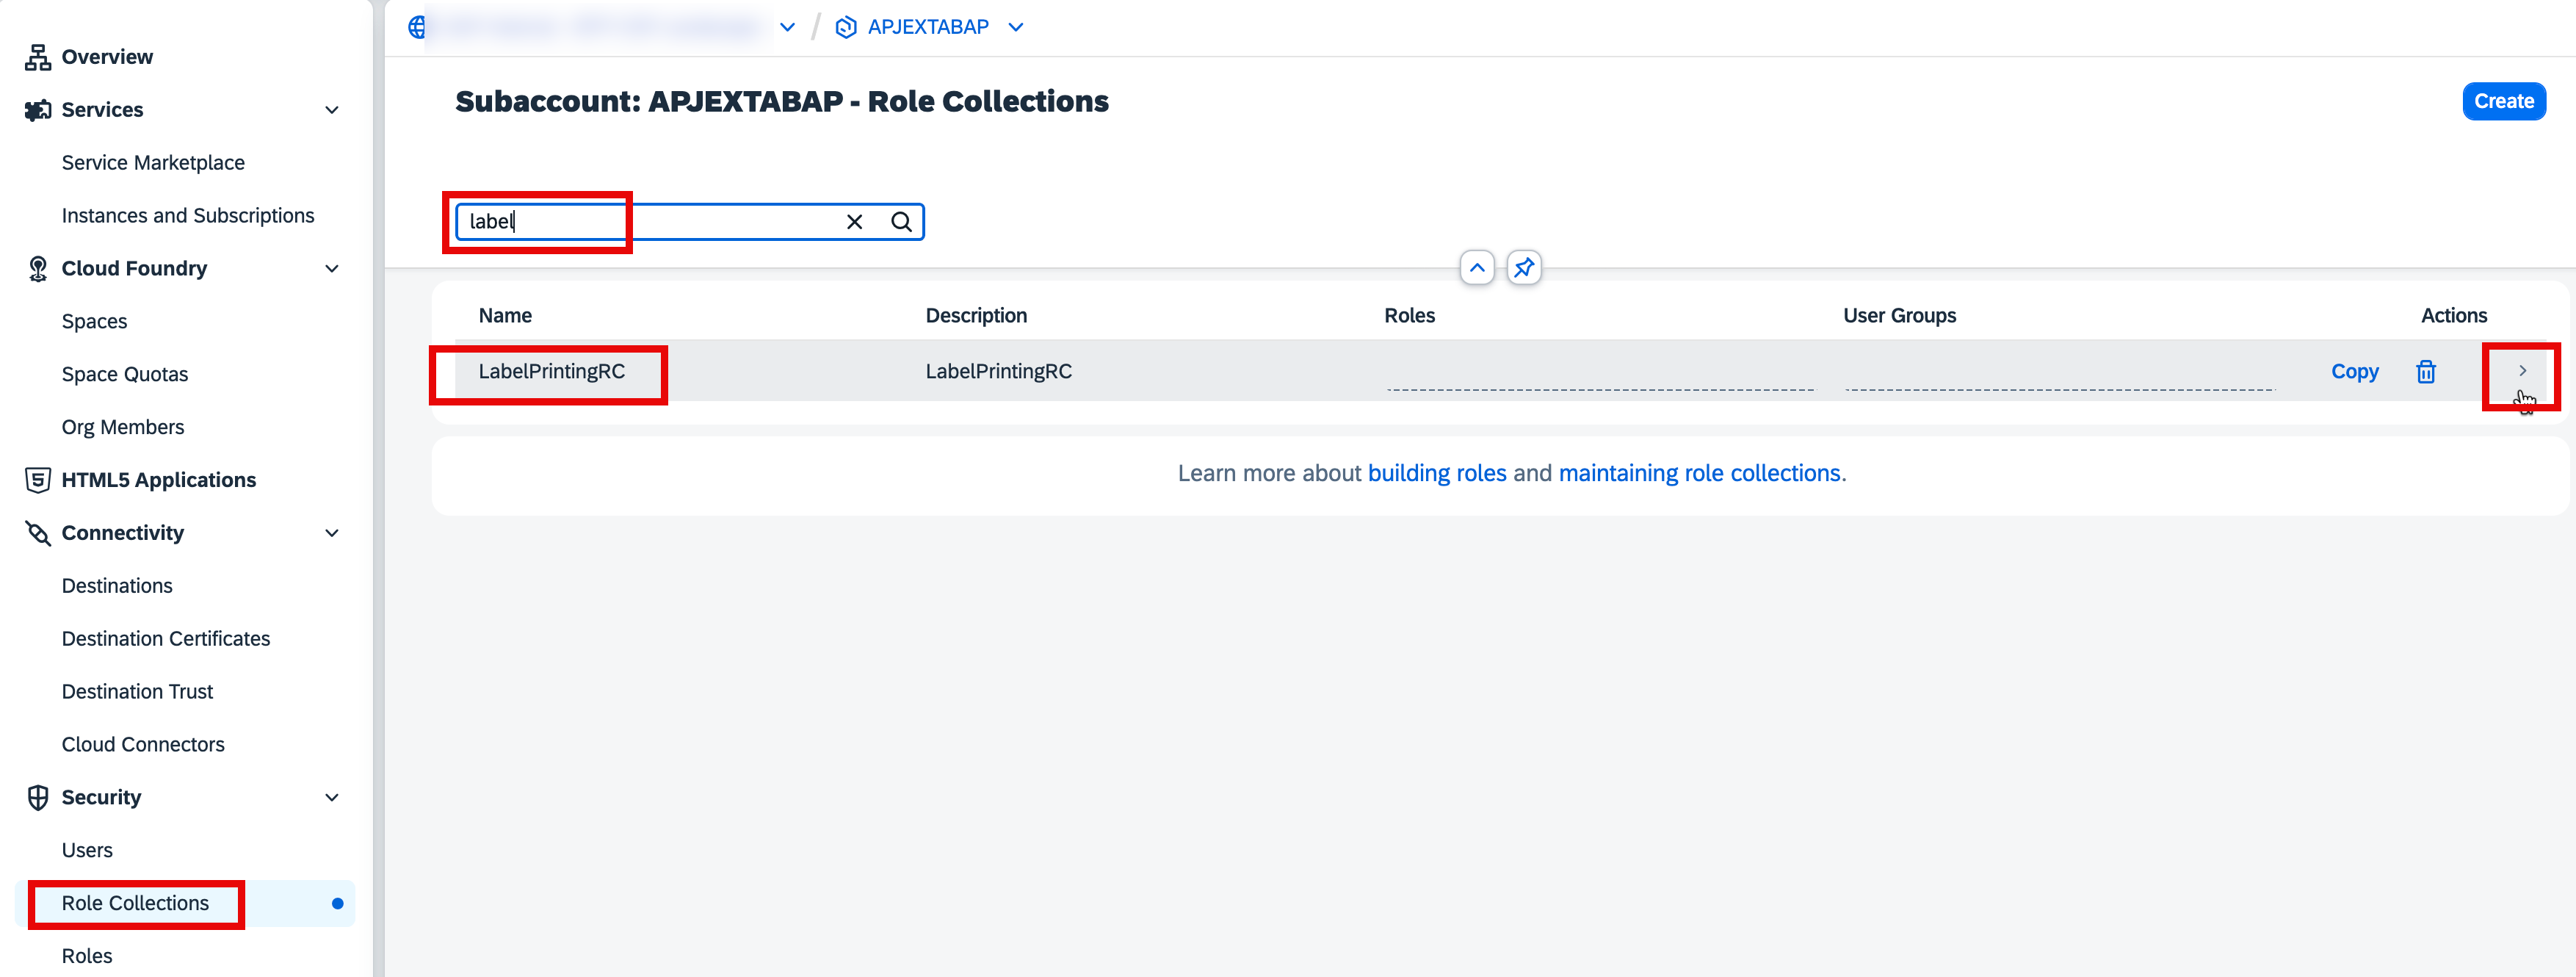 Overview
Services
Service Marketplace
Instances and Subscriptions
Cloud Foundry
Spaces
Space Quotas
Org Members
HTML5 Applications
Connectivity
Destinations
Destination Certificates
Destination Trust
Cloud Connectors
Security
Users
Role Collections
Roles
/ APJEXTABAP
Subaccount: APJEXTABAP - Role Collections
Create
label
Name Description Roles User Groups Actions
LabelPrintingRC LabelPrintingRC Copy
Learn more about building roles and maintaining role collections.